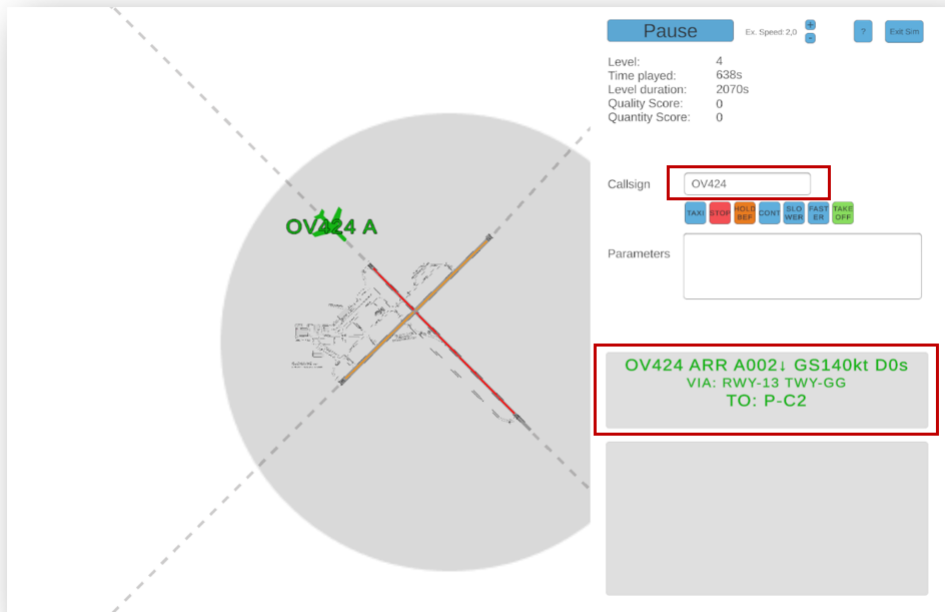 Pause
Ex. Speed: 2,0
+
-
?
Exit Sim
Level: 4
Time played: 638s
Level duration: 2070s
Quality Score: 0
Quantity Score: 0
Callsign OV424
TAXI STOP HOLD BEF CONT SLO WER FAST ER TAKE OFF
Parameters
OV424 A
OV424 ARR A002↓ GS140kt D0s
VIA: RWY-13 TWY-GG
TO: P-C2